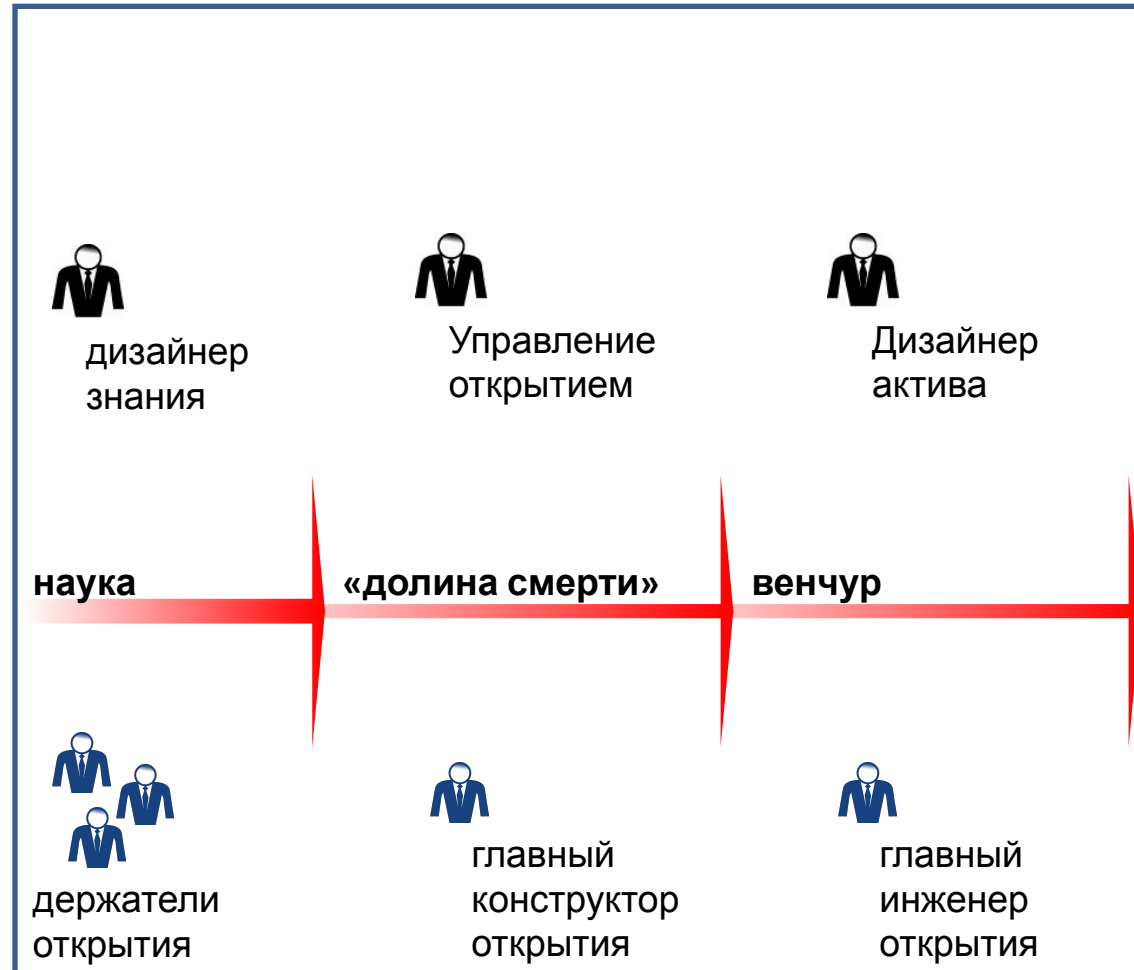 дизайнер
знания
Управление
открытием
Дизайнер
актива
наука
«долина смерти»
венчур
держатели
открытия
главный
конструктор
открытия
главный
инженер
открытия